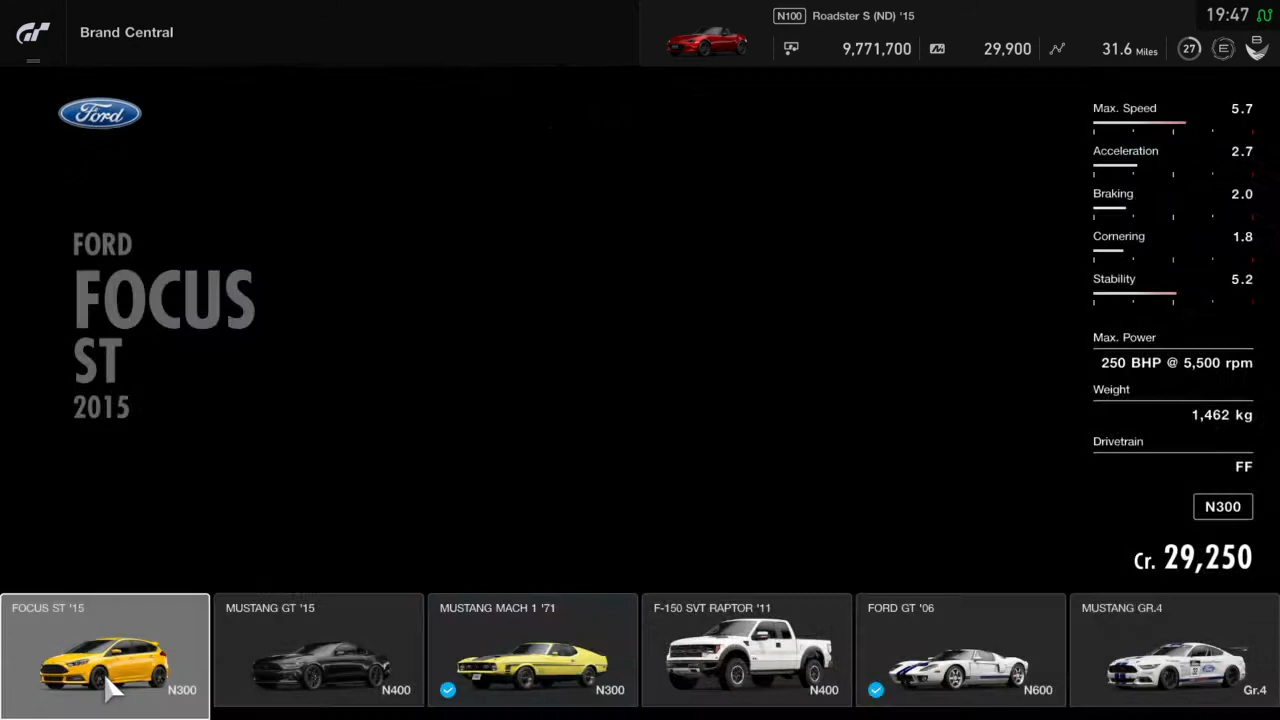 GT
Brand Central
N100 Roadster S (ND) '15
19:47
9,771,700
29,900
31.6 Miles
27
E
B
Ford
FORD
FOCUS
ST
2015
Max. Speed 5.7
Acceleration 2.7
Braking 2.0
Cornering 1.8
Stability 5.2
Max. Power
250 BHP @ 5,500 rpm
Weight
1,462 kg
Drivetrain
FF
N300
Cr. 29,250
FOCUS ST '15
N300
MUSTANG GT '15
N400
MUSTANG MACH 1 '71
N300
F-150 SVT RAPTOR '11
N400
FORD GT '06
N600
MUSTANG GR.4
Gr.4